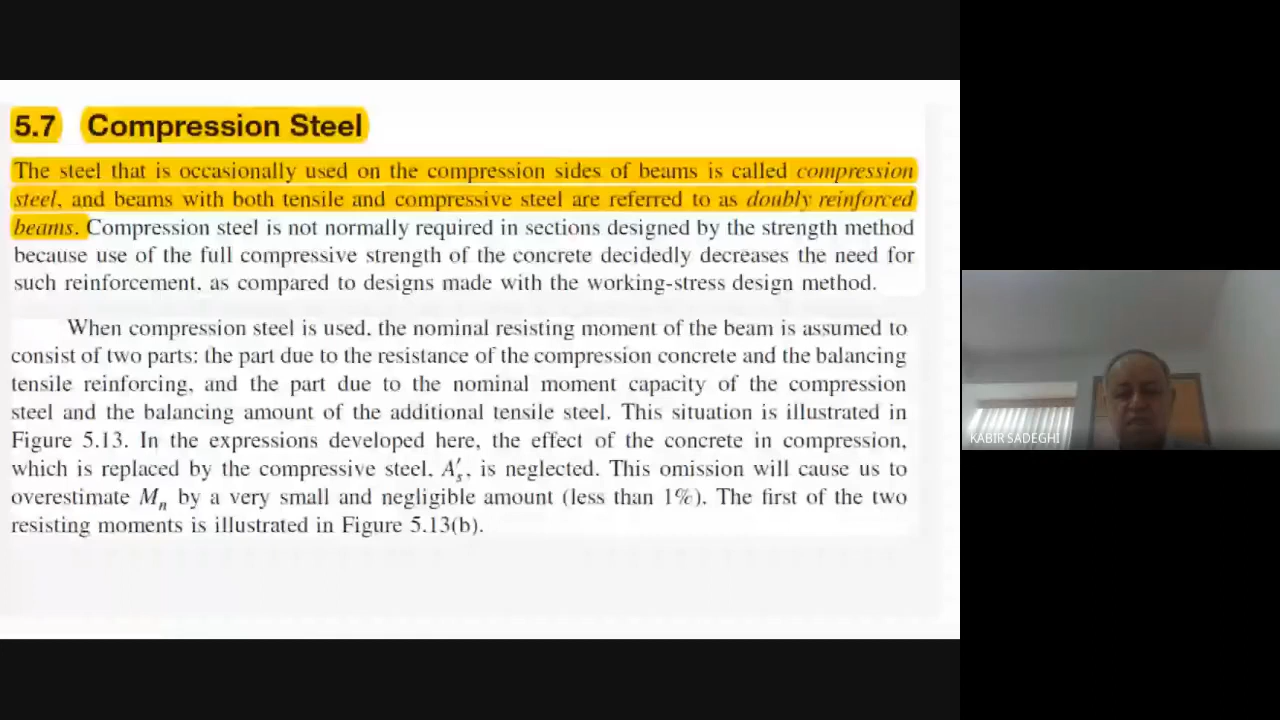 5.7 Compression Steel
The steel that is occasionally used on the compression sides of beams is called compression
steel, and beams with both tensile and compressive steel are referred to as doubly reinforced
beams. Compression steel is not normally required in sections designed by the strength method
because use of the full compressive strength of the concrete decidedly decreases the need for
such reinforcement, as compared to designs made with the working-stress design method.
When compression steel is used, the nominal resisting moment of the beam is assumed to
consist of two parts: the part due to the resistance of the compression concrete and the balancing
tensile reinforcing, and the part due to the nominal moment capacity of the compression
steel and the balancing amount of the additional tensile steel. This situation is illustrated in
Figure 5.13. In the expressions developed here, the effect of the concrete in compression,
which is replaced by the compressive steel, A′s, is neglected. This omission will cause us to
overestimate Mn by a very small and negligible amount (less than 1%). The first of the two
resisting moments is illustrated in Figure 5.13(b).
KABIR SADEGHI